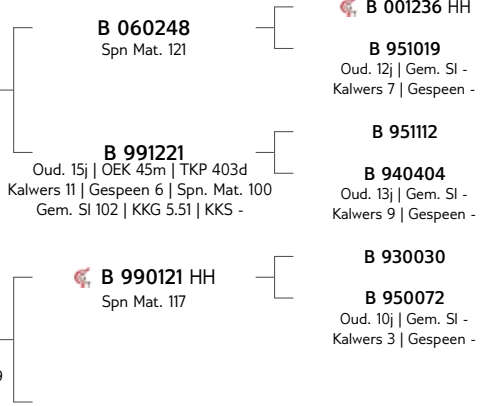 B 001236 HH
B 060248
Spn Mat. 121
B 951019
Oud. 12j | Gem. SI -
Kalwers 7 | Gespeen -
B 951112
B 991221
Oud. 15j | OEK 45m | TKP 403d
Kalwers 11 | Gespeen 6 | Spn. Mat. 100
Gem. SI 102 | KKG 5.51 | KKS -
B 940404
Oud. 13j | Gem. SI -
Kalwers 9 | Gespeen -
B 930030
B 990121 HH
Spn Mat. 117
B 950072
Oud. 10j | Gem. SI -
Kalwers 3 | Gespeen -